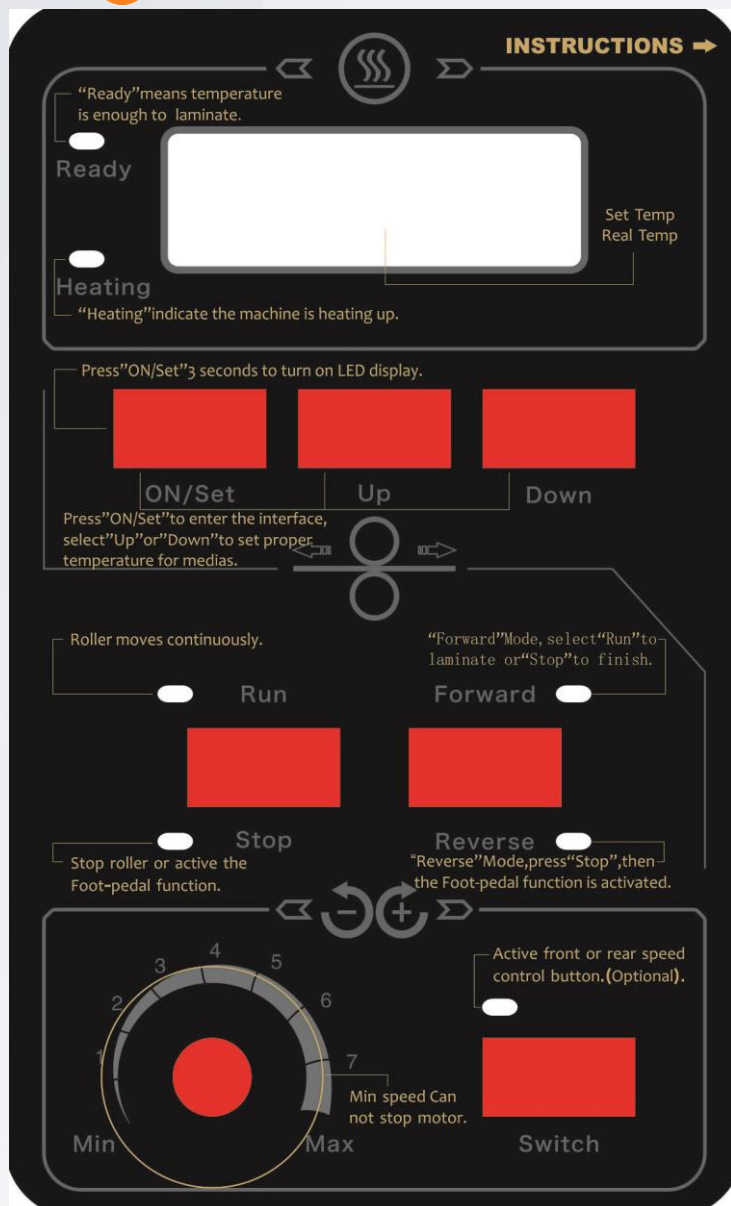 INSTRUCTIONS
“Ready”means temperature
is enough to laminate.
Ready
Set Temp
Real Temp
Heating
“Heating”indicate the machine is heating up.
Press”ON/Set”3 seconds to turn on LED display.
ON/Set
Up
Down
Press”ON/Set”to enter the interface,
select”Up”or”Down”to set proper
temperature for medias.
Roller moves continuously.
“Forward”Mode,select“Run”to
laminate or“Stop”to finish.
Run
Forward
Stop
Reverse
Stop roller or active the
Foot-pedal function.
“Reverse”Mode,press“Stop”,then
the Foot-pedal function is activated.
Active front or rear speed
control button.(Optional).
1
2
3
4
5
6
7
Min speed Can
not stop motor.
Min
Max
Switch